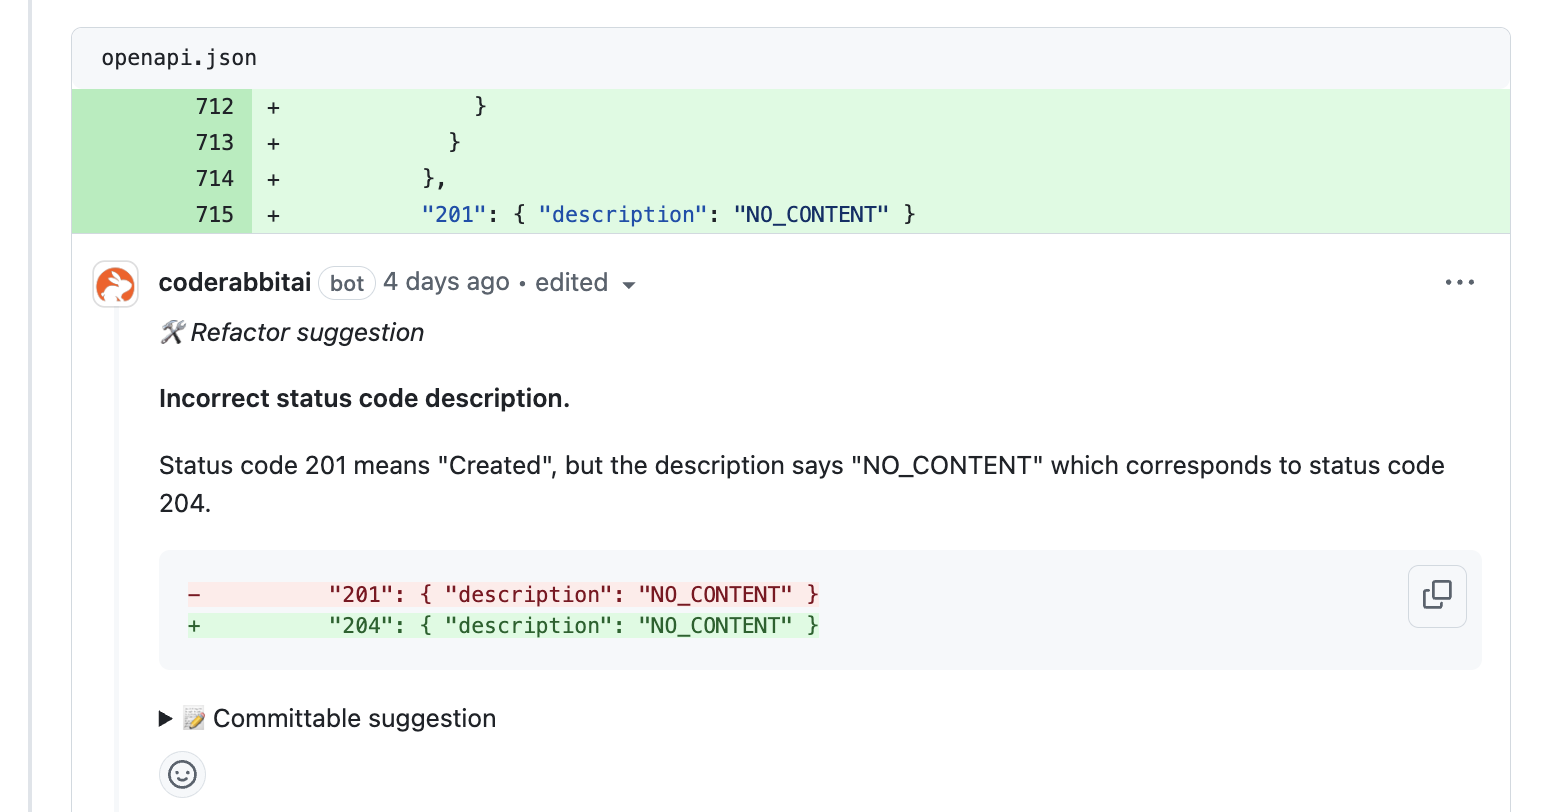 openapi.json
712 + }
713 + }
714 + },
715 + "201": { "description": "NO_CONTENT" }
coderabbitai bot 4 days ago • edited
🛠️ Refactor suggestion
Incorrect status code description.
Status code 201 means "Created", but the description says "NO_CONTENT" which corresponds to status code
204.
- "201": { "description": "NO_CONTENT" }
+ "204": { "description": "NO_CONTENT" }
📝 Committable suggestion